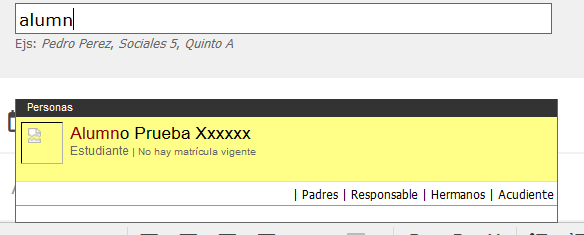 alumn
Ejs: Pedro Perez, Sociales 5, Quinto A
Personas
Alumno Prueba Xxxxxx
Estudiante | No hay matrícula vigente
| Padres | Responsable | Hermanos | Acudiente